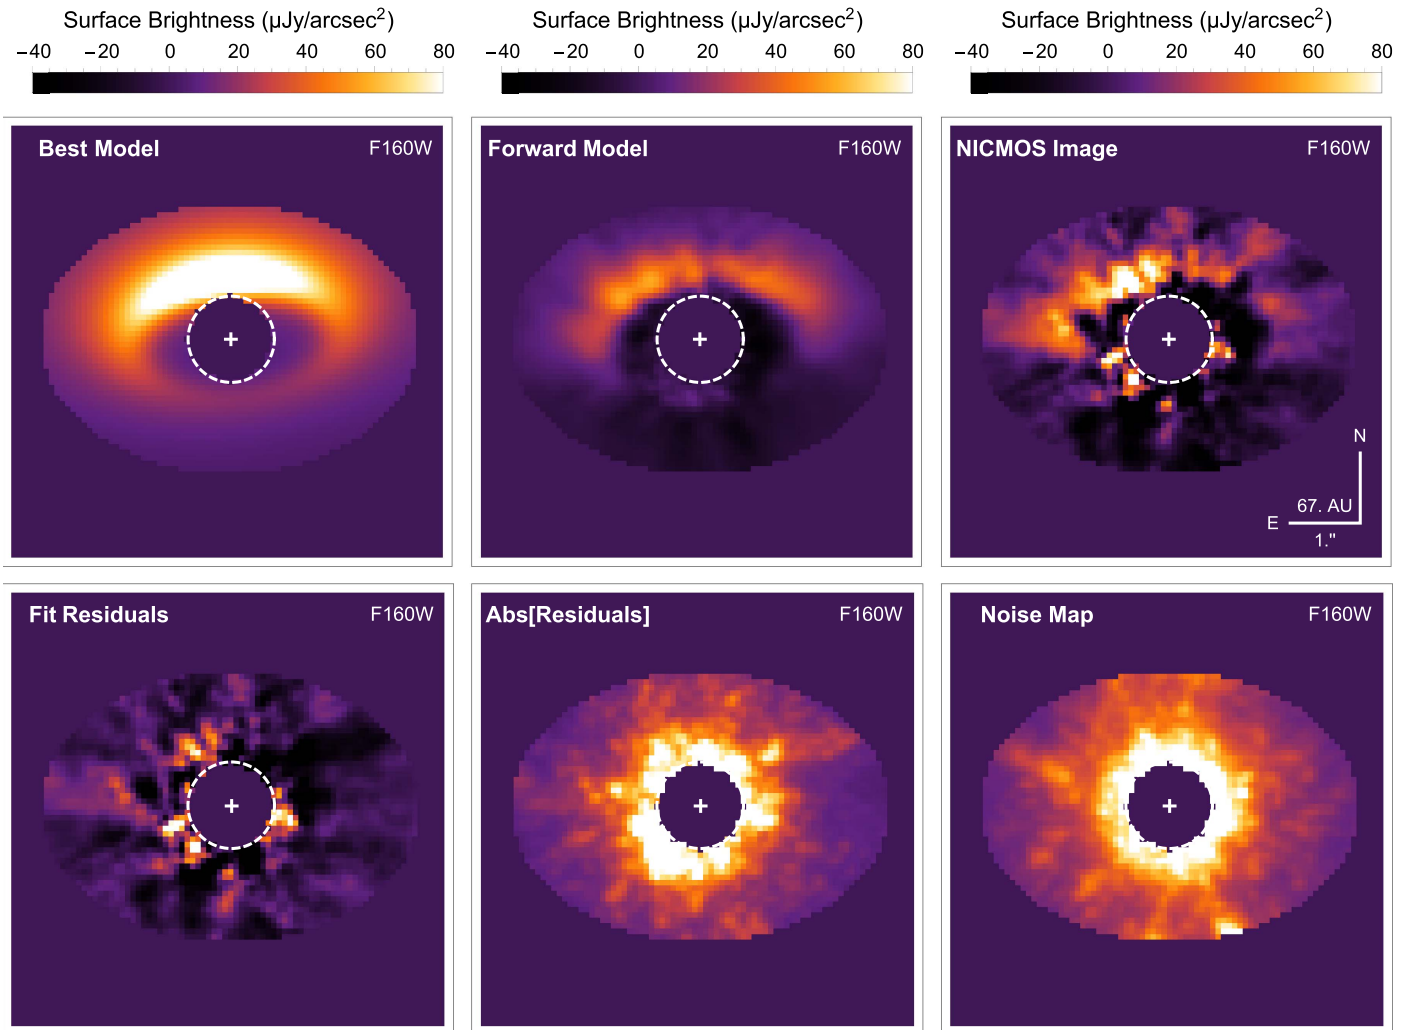 Surface Brightness (μJy/arcsec²) Surface Brightness (μJy/arcsec²) Surface Brightness (μJy/arcsec²)
−40 −20 0 20 40 60 80 −40 −20 0 20 40 60 80 −40 −20 0 20 40 60 80
Best Model F160W Forward Model F160W NICMOS Image F160W
N
67. AU
E
1."
Fit Residuals F160W Abs[Residuals] F160W Noise Map F160W